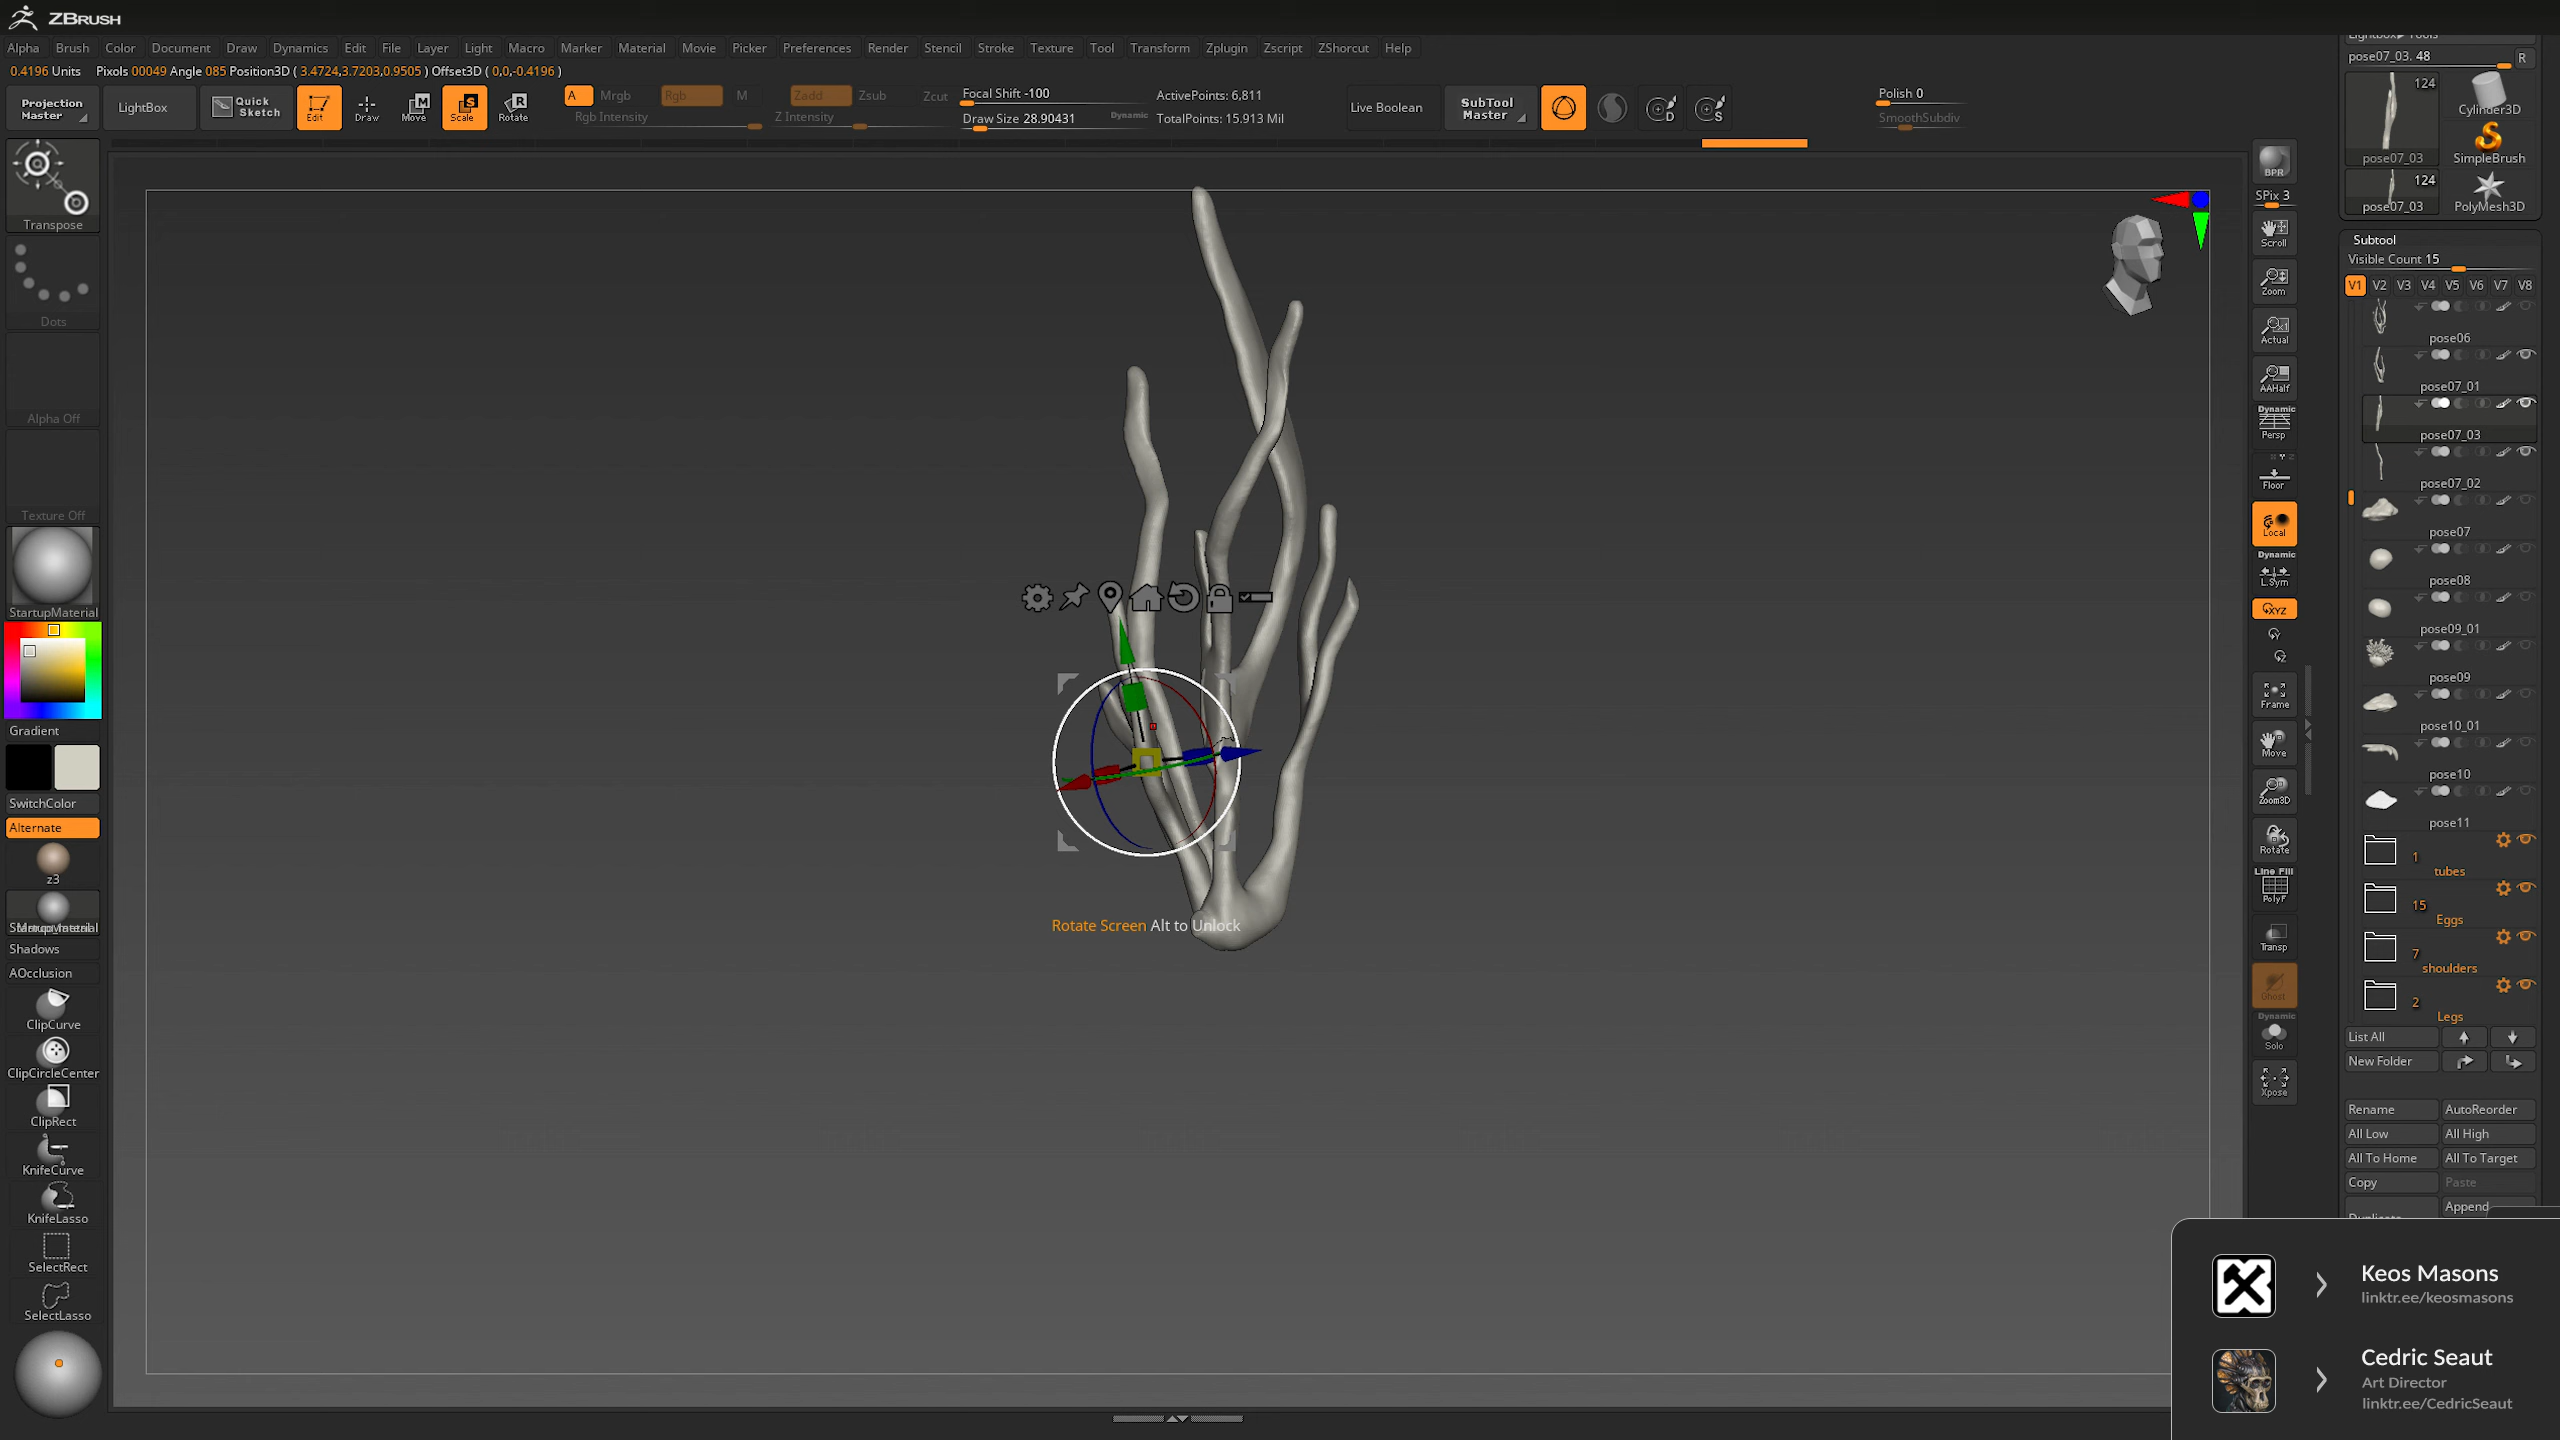 ZBRUSH
Alpha Brush Color Document Draw Dynamics Edit File Layer Light Macro Marker Material Movie Picker Preferences Render Stencil Stroke Texture Tool Transform Zplugin Zscript ZShorcut Help
0.4196 Units Pixols 00049 Angle 085 Position3D ( 3.4724,3.7203,0.9505 ) Offset3D ( 0,0,-0.4196 )
Projection Master
LightBox
Quick Sketch
Edit
Draw
Move
Scale
Rotate
A Mrgb Rgb M
Rgb Intensity
Zadd Zsub Zcut
Z Intensity
Focal Shift -100
Draw Size 28.90431
Dynamic
ActivePoints: 6,811
TotalPoints: 15.913 Mil
Live Boolean
SubTool Master
D
S
Polish 0
SmoothSubdiv
Transpose
Dots
Alpha Off
Texture Off
StartupMaterial
Gradient
SwitchColor
Alternate
z3
Shadows
AOcclusion
ClipCurve
ClipCircleCenter
ClipRect
KnifeCurve
KnifeLasso
SelectRect
SelectLasso
Rotate Screen Alt to Unlock
BPR
SPix 3
Scroll
Zoom
Actual
AAHalf
Dynamic
Persp
Floor
Local
Dynamic
L.Sym
XYZ
Y
Z
Frame
Move
Zoom3D
Rotate
Line Fill
PolyF
Transp
Ghost
Dynamic
Solo
Xpose
Lightbox▶Tools
pose07_03. 48 R
124
pose07_03
Cylinder3D
SimpleBrush
124
pose07_03
PolyMesh3D
Subtool
Visible Count 15
V1 V2 V3 V4 V5 V6 V7 V8
pose06
pose07_01
pose07_03
pose07_02
pose07
pose08
pose09_01
pose09
pose10_01
pose10
pose11
1
tubes
15
Eggs
7
shoulders
2
Legs
List All
New Folder
Rename AutoReorder
All Low All High
All To Home All To Target
Copy Paste
Append
Keos Masons
linktr.ee/keosmasons
Cedric Seaut
Art Director
linktr.ee/CedricSeaut